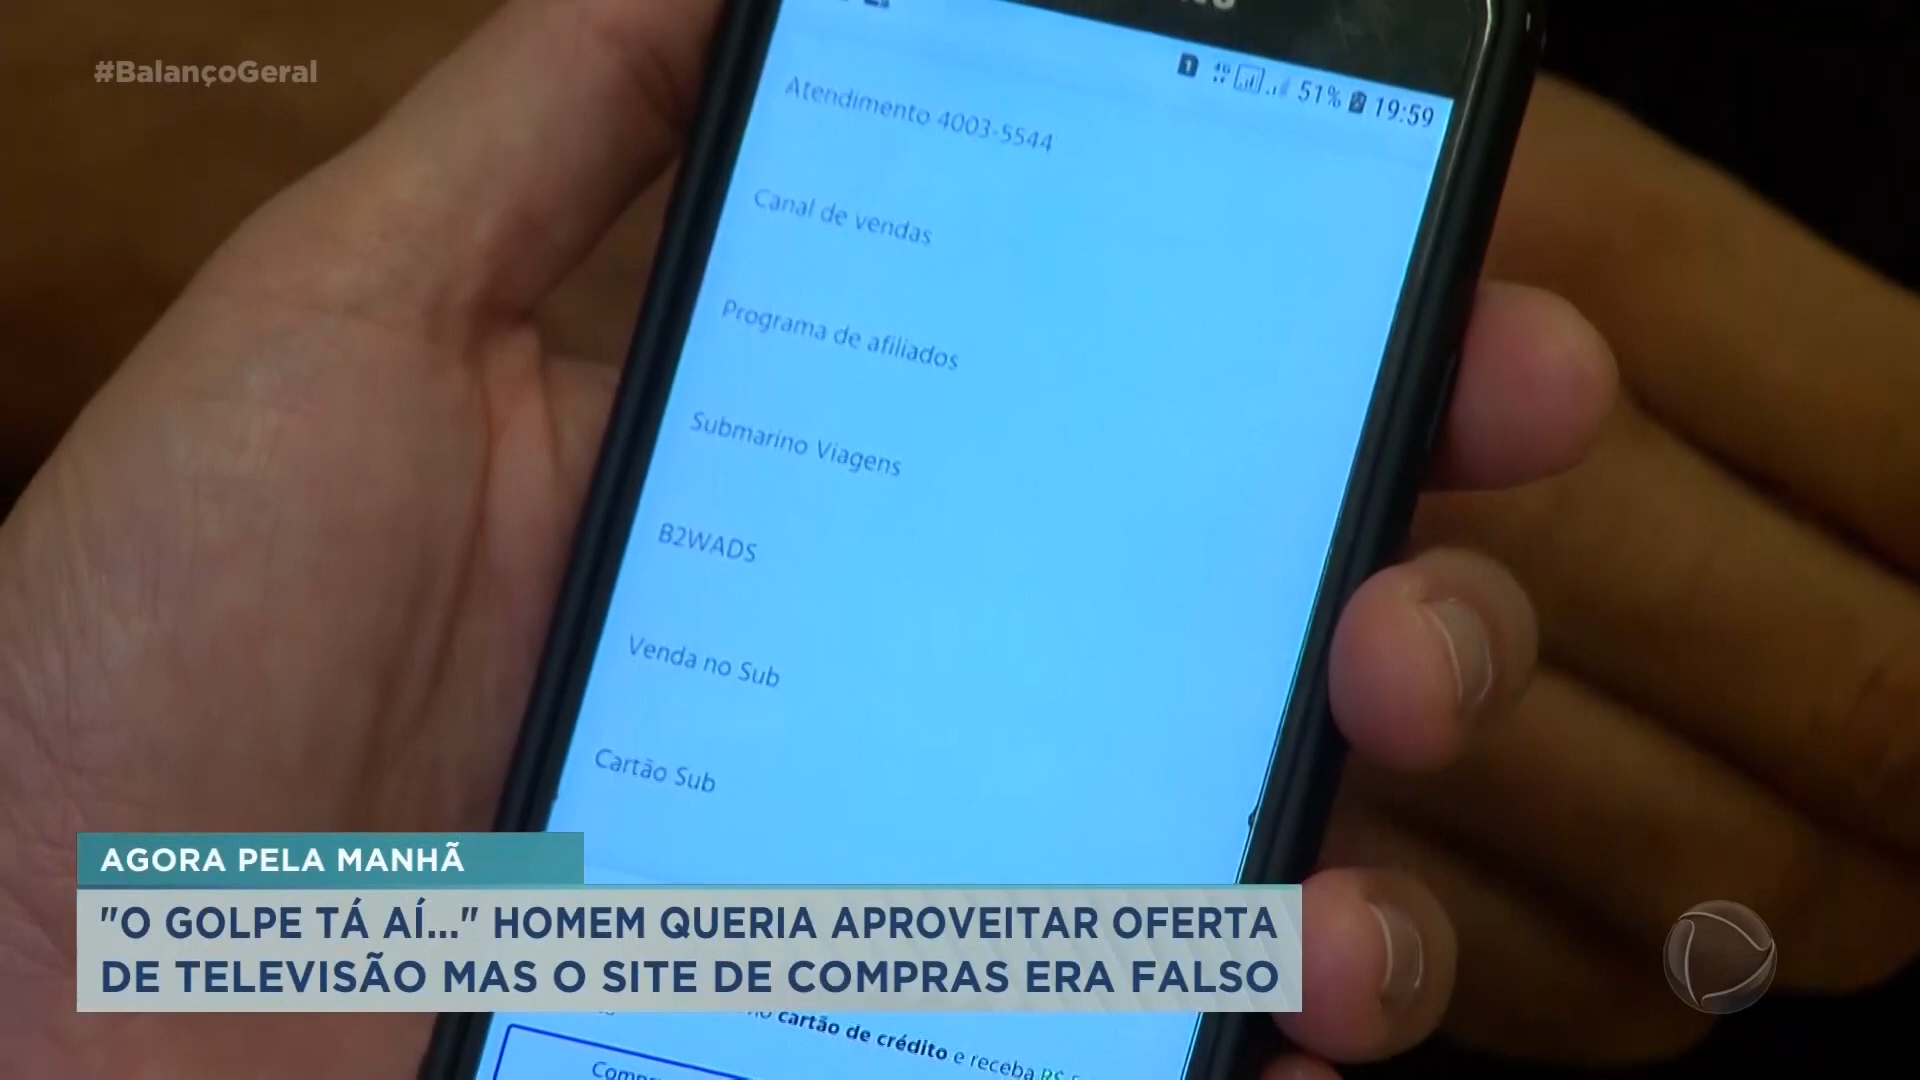 #BalançoGeral
51% 19:59
Atendimento 4003-5544
Canal de vendas
Programa de afiliados
Submarino Viagens
B2WADS
Venda no Sub
Cartão Sub
AGORA PELA MANHÃ
"O GOLPE TÁ AÍ..." HOMEM QUERIA APROVEITAR OFERTA
DE TELEVISÃO MAS O SITE DE COMPRAS ERA FALSO
cartão de crédito e receba R$